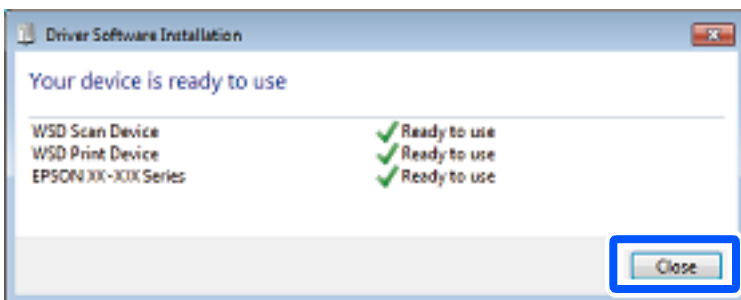 Driver Software Installation
Your device is ready to use
WSD Scan Device Ready to use
WSD Print Device Ready to use
EPSON XX-XXX Series Ready to use
Close